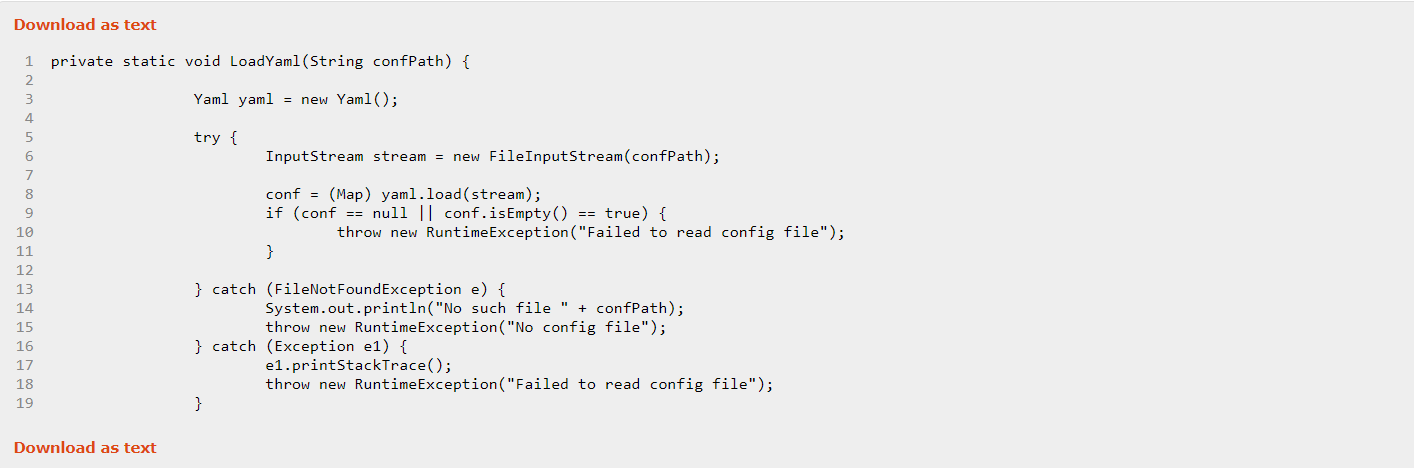 Download as text
1 private static void LoadYaml(String confPath) {
2
3 Yaml yaml = new Yaml();
4
5 try {
6 InputStream stream = new FileInputStream(confPath);
7
8 conf = (Map) yaml.load(stream);
9 if (conf == null || conf.isEmpty() == true) {
10 throw new RuntimeException("Failed to read config file");
11 }
12
13 } catch (FileNotFoundException e) {
14 System.out.println("No such file " + confPath);
15 throw new RuntimeException("No config file");
16 } catch (Exception e1) {
17 e1.printStackTrace();
18 throw new RuntimeException("Failed to read config file");
19 }
Download as text